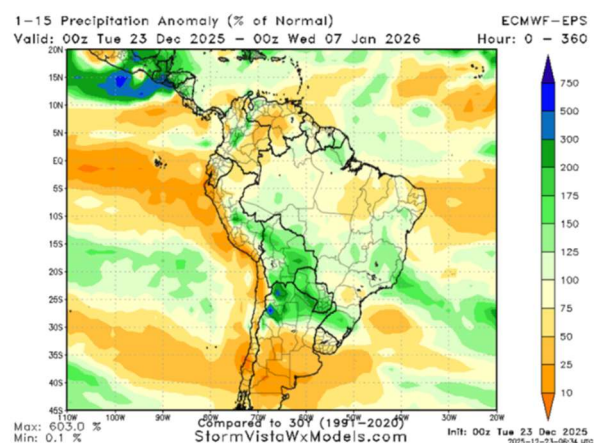 1-15 Precipitation Anomaly (% of Normal) ECMWF-EPS
Valid: 00z Tue 23 Dec 2025 - 00z Wed 07 Jan 2026 Hour: 0 - 360
20N
15N
10N
5N
EQ
5S
10S
15S
20S
25S
30S
35S
40S
45S
110W 100W 90W 80W 70W 60W 50W 40W 30W 20W
750
500
300
200
175
150
125
100
75
50
25
10
Max: 603.0 % Compared to 30Y (1991-2020) Init: 00z Tue 23 Dec 2025
Min: 0.1 % StormVistaWxModels.com